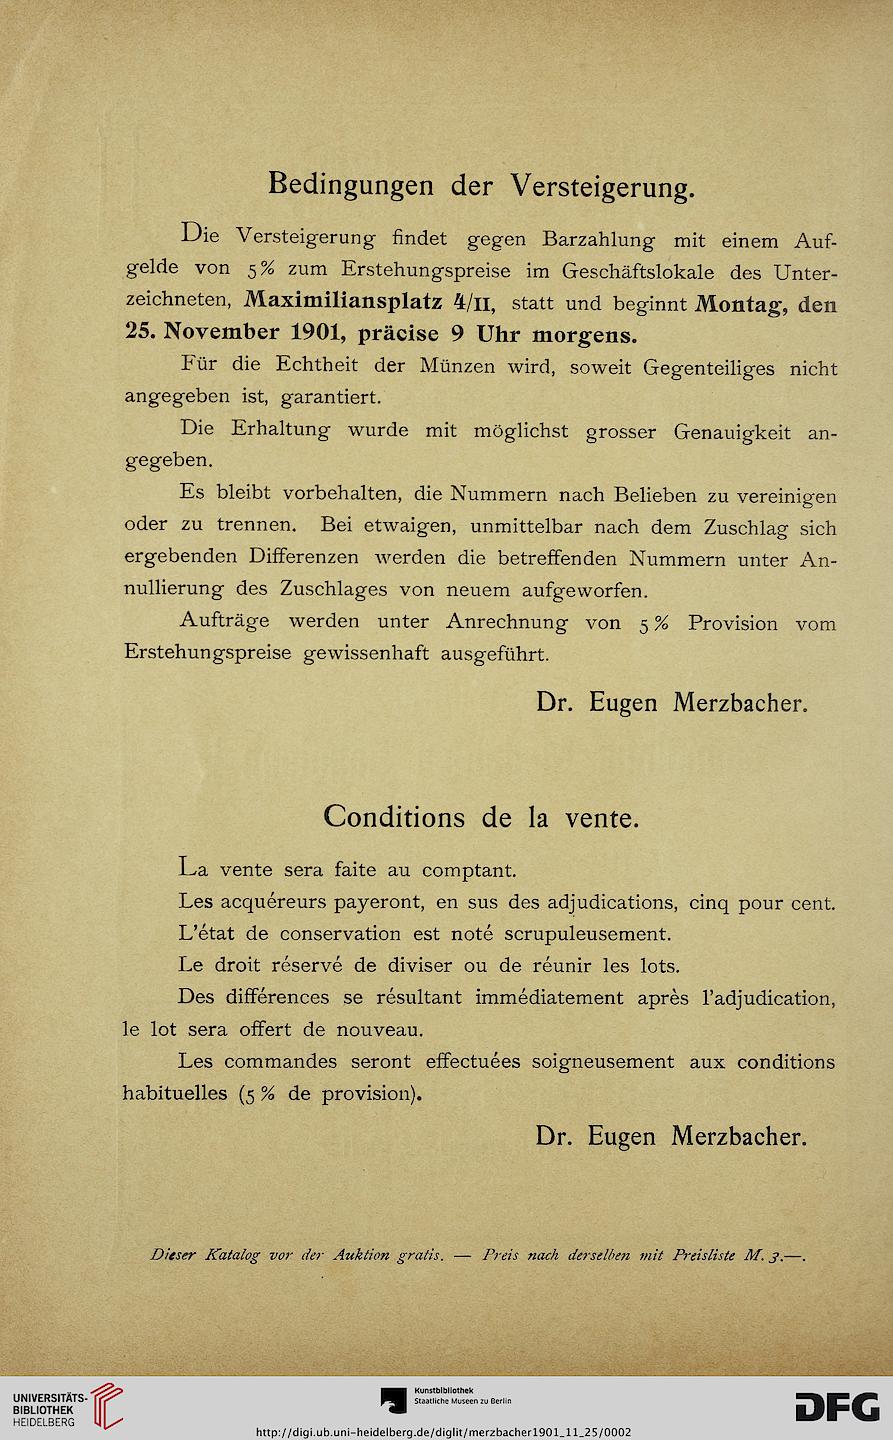 Bedingungen der Versteigerung.
Die Versteigerung findet gegen Barzahlung mit einem Auf-
gelde von 5% zum Erstehungspreise im Geschäftslokale des Unter-
zeichneten, Maximiliansplatz 4/II, statt und beginnt Montag, den
25. November 1901, präcise 9 Uhr morgens.
Für die Echtheit der Münzen wird, soweit Gegenteiliges nicht
angegeben ist, garantiert.
Die Erhaltung wurde mit möglichst grosser Genauigkeit an-
gegeben.
Es bleibt vorbehalten, die Nummern nach Belieben zu vereinigen
oder zu trennen. Bei etwaigen, unmittelbar nach dem Zuschlag sich
ergebenden Differenzen werden die betreffenden Nummern unter An-
nullierung des Zuschlages von neuem aufgeworfen.
Aufträge werden unter Anrechnung von 5% Provision vom
Erstehungspreise gewissenhaft ausgeführt.
Dr. Eugen Merzbacher.
Conditions de la vente.
La vente sera faite au comptant.
Les acquéreurs payeront, en sus des adjudications, cinq pour cent.
L'état de conservation est noté scrupuleusement.
Le droit réservé de diviser ou de réunir les lots.
Des différences se résultant immédiatement après l'adjudication,
le lot sera offert de nouveau.
Les commandes seront effectuées soigneusement aux conditions
habituelles (5% de provision).
Dr. Eugen Merzbacher.
Dieser Katalog vor der Auktion gratis. — Preis nach derselben mit Preisliste M. 3.—.
UNIVERSITÄTS-
BIBLIOTHEK
HEIDELBERG
Kunstbibliothek
Staatliche Museen zu Berlin
DFG
http://digi.ub.uni-heidelberg.de/diglit/merzbacher1901_11_25/0002